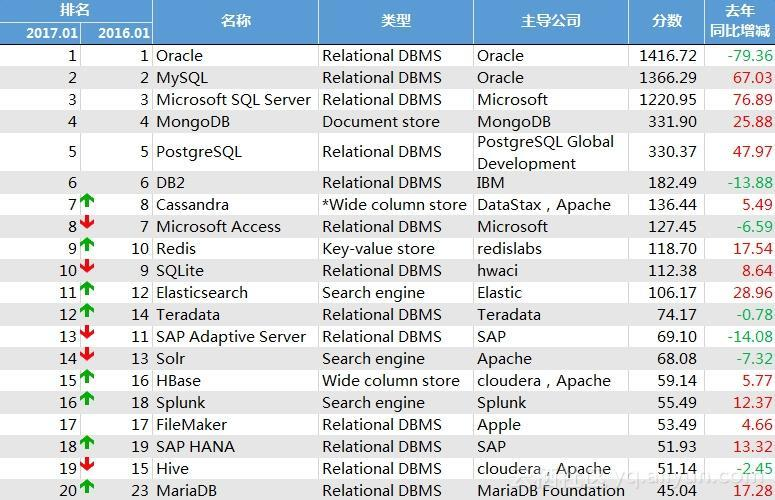 排名 名称 类型 主导公司 分数 去年同比增减
2017.01 2016.01
1 1 Oracle Relational DBMS Oracle 1416.72 -79.36
2 2 MySQL Relational DBMS Oracle 1366.29 67.03
3 3 Microsoft SQL Server Relational DBMS Microsoft 1220.95 76.89
4 4 MongoDB Document store MongoDB 331.90 25.88
5 5 PostgreSQL Relational DBMS PostgreSQL Global Development 330.37 47.97
6 6 DB2 Relational DBMS IBM 182.49 -13.88
7 8 Cassandra *Wide column store DataStax，Apache 136.44 5.49
8 7 Microsoft Access Relational DBMS Microsoft 127.45 -6.59
9 10 Redis Key-value store redislabs 118.70 17.54
10 9 SQLite Relational DBMS hwaci 112.38 8.64
11 12 Elasticsearch Search engine Elastic 106.17 28.96
12 14 Teradata Relational DBMS Teradata 74.17 -0.78
13 11 SAP Adaptive Server Relational DBMS SAP 69.10 -14.08
14 13 Solr Search engine Apache 68.08 -7.32
15 16 HBase Wide column store cloudera，Apache 59.14 5.77
16 18 Splunk Search engine Splunk 55.49 12.37
17 17 FileMaker Relational DBMS Apple 53.49 4.66
18 19 SAP HANA Relational DBMS SAP 51.93 13.32
19 15 Hive Relational DBMS cloudera，Apache 51.14 -2.45
20 23 MariaDB Relational DBMS MariaDB Foundation 45.04 17.28